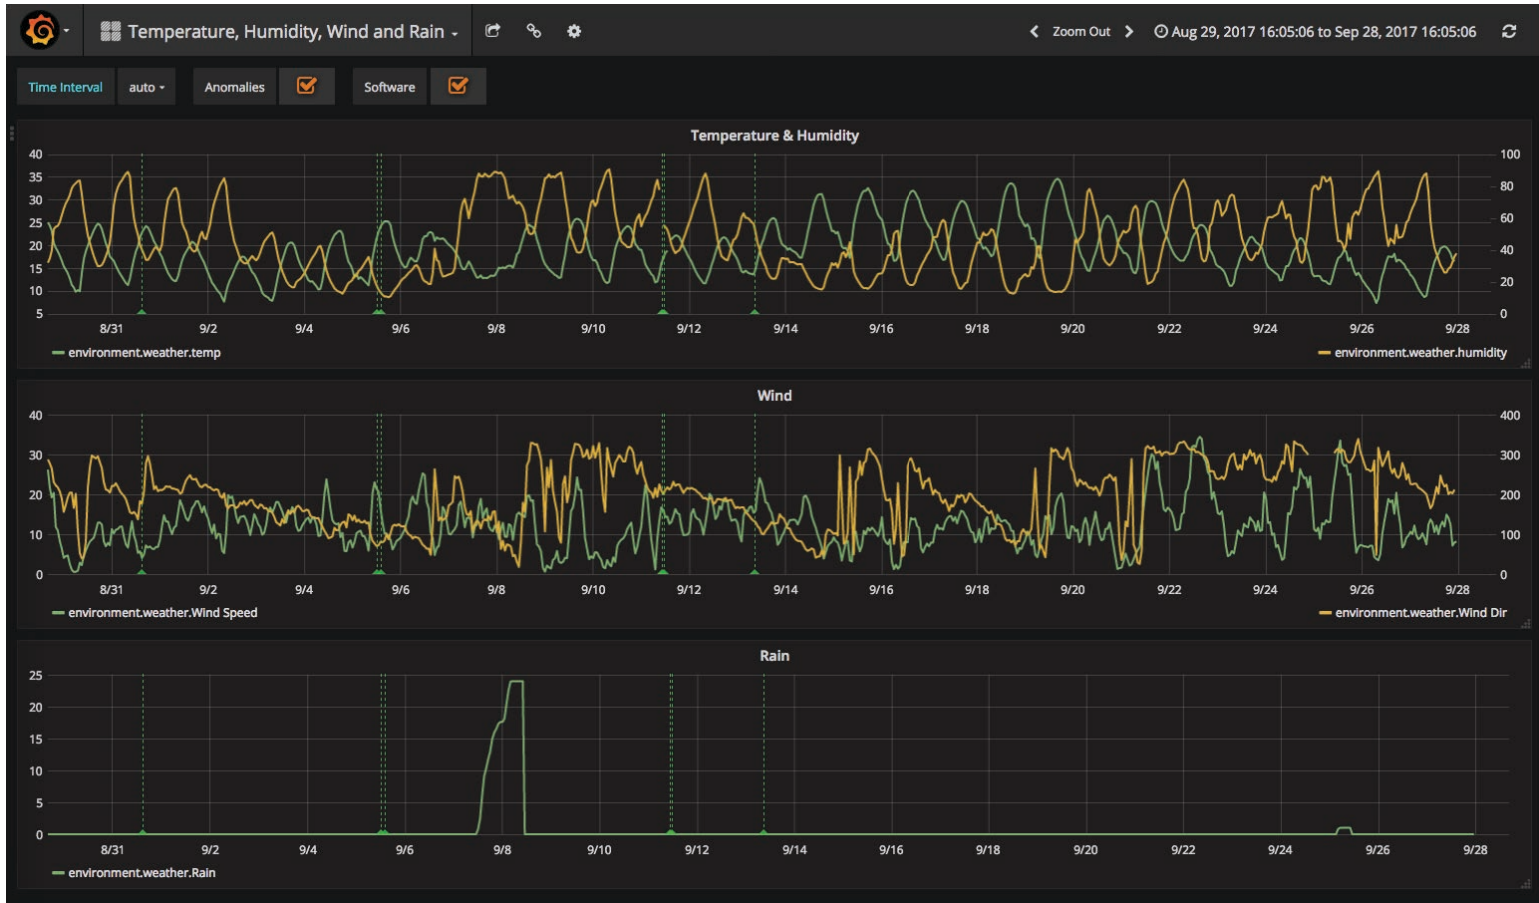 Temperature, Humidity, Wind and Rain
Zoom Out
Aug 29, 2017 16:05:06 to Sep 28, 2017 16:05:06
Time Interval auto Anomalies Software
Temperature & Humidity
40 100
35
30 80
25 60
20
15 40
10 20
5 0
8/31 9/2 9/4 9/6 9/8 9/10 9/12 9/14 9/16 9/18 9/20 9/22 9/24 9/26 9/28
environment.weather.temp environment.weather.humidity
Wind
40 400
30 300
20 200
10 100
0 0
8/31 9/2 9/4 9/6 9/8 9/10 9/12 9/14 9/16 9/18 9/20 9/22 9/24 9/26 9/28
environment.weather.Wind Speed environment.weather.Wind Dir
Rain
25
20
15
10
5
0
8/31 9/2 9/4 9/6 9/8 9/10 9/12 9/14 9/16 9/18 9/20 9/22 9/24 9/26 9/28
environment.weather.Rain